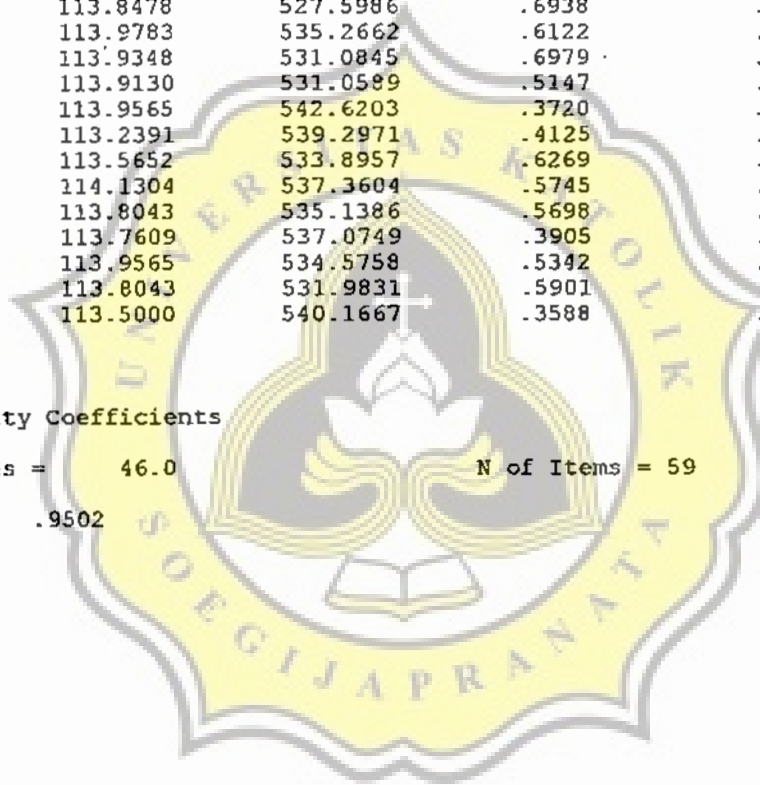 113.8478 527.5986 .6938
113.9783 535.2662 .6122
113.9348 531.0845 .6979
113.9130 531.0589 .5147
113.9565 542.6203 .3720
113.2391 539.2971 .4125
113.5652 533.8957 .6269
114.1304 537.3604 .5745
113.8043 535.1386 .5698
113.7609 537.0749 .3905
113.9565 534.5758 .5342
113.8043 531.9831 .5901
113.5000 540.1667 .3588
ty Coefficients
s = 46.0 N of Items = 59
.9502
UNIVERSITAS KATOLIK
SOEGIJAPRANATA